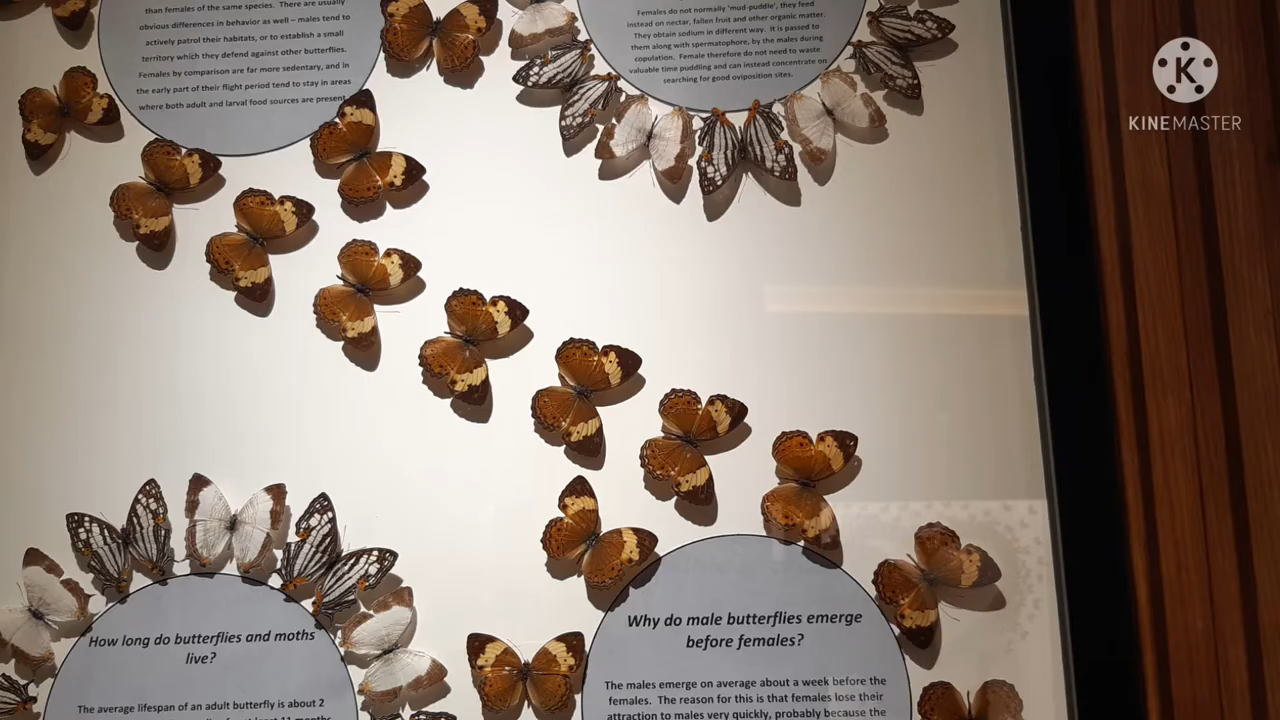 than females of the same species. There are usually
obvious differences in behavior as well – males tend to
actively patrol their habitats, or to establish a small
territory which they defend against other butterflies.
Females by comparison are far more sedentary, and in
the early part of their flight period tend to stay in areas
where both adult and larval food sources are present
Females do not normally 'mud-puddle', they feed
instead on nectar, fallen fruit and other organic matter.
They obtain sodium in different way. It is passed to
them along with spermatophore, by the males during
copulation. Female therefore do not need to waste
valuable time puddling and can instead concentrate on
searching for good oviposition sites.
K
KINEMASTER
How long do butterflies and moths
live?
The average lifespan of an adult butterfly is about 2
at least 11 months
Why do male butterflies emerge
before females?
The males emerge on average about a week before the
females. The reason for this is that females lose their
attraction to males very quickly, probably because the